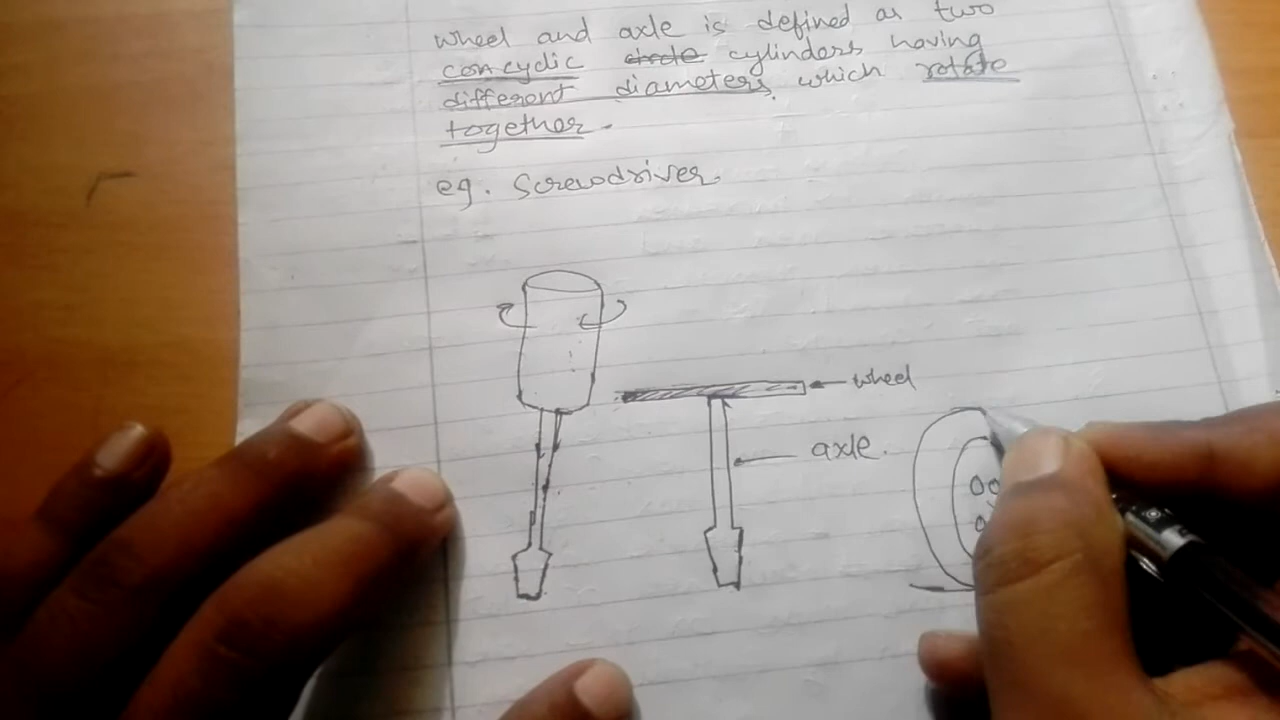 wheel and axle is defined as two
concyclic circle cylinders having
different diameters, which rotate
together.
eg. Screwdriver.
wheel
axle.